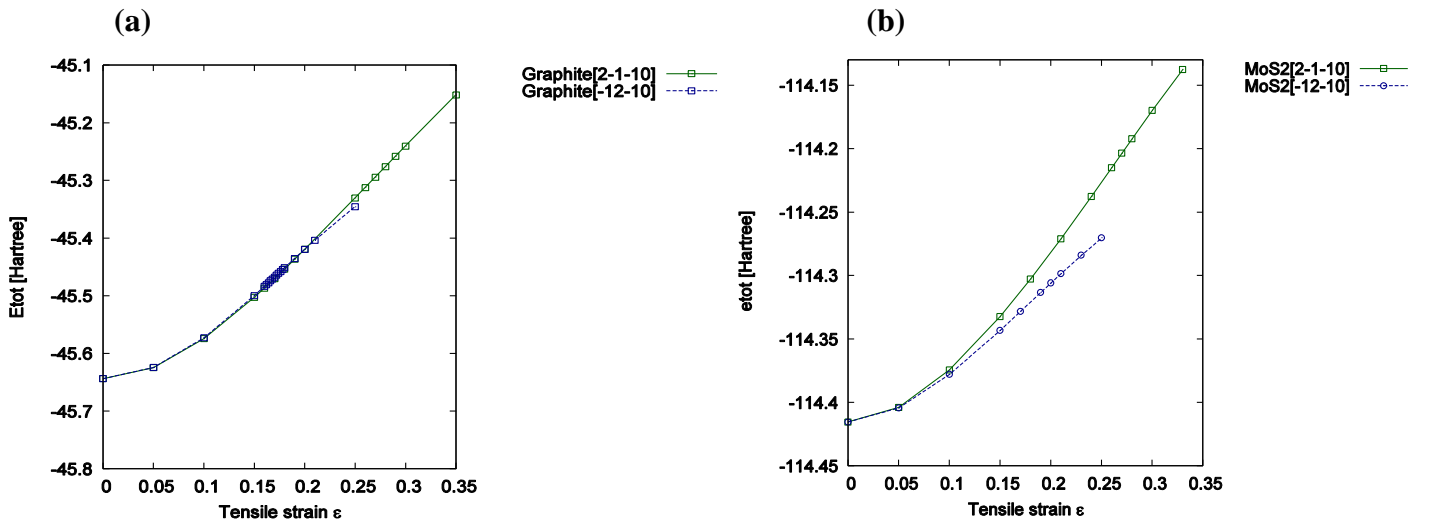 (a)
Graphite[2-1-10]
Graphite[-12-10]
-45.1
-45.2
-45.3
-45.4
-45.5
-45.6
-45.7
-45.8
Etot [Hartree]
0 0.05 0.1 0.15 0.2 0.25 0.3 0.35
Tensile strain ε
(b)
MoS2[2-1-10]
MoS2[-12-10]
-114.15
-114.2
-114.25
-114.3
-114.35
-114.4
-114.45
etot [Hartree]
0 0.05 0.1 0.15 0.20 0.25 0.3 0.35
Tensile strain ε